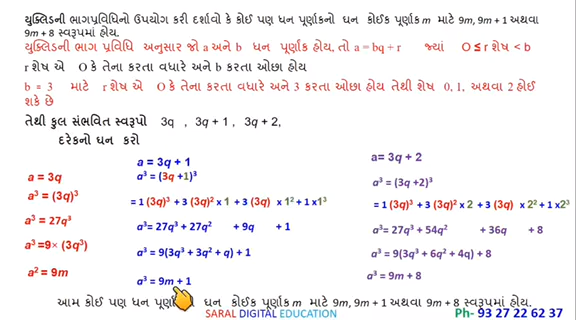 યુક્લિડની ભાગપ્રવિધિનો ઉપયોગ કરી દર્શાવો કે કોઈ પણ ધન પૂર્ણાંકનો ઘન કોઈક પૂર્ણાંક m માટે 9m, 9m + 1 અથવા
9m + 8 સ્વરૂપમાં હોય.
યુક્લિડની ભાગ પ્રવિધિ અનુસાર જો a અને b ધન પૂર્ણાંક હોય, તો a = bq + r જ્યાં O ≤ r શેષ < b
r શેષ એ O કે તેના કરતા વધારે અને b કરતા ઓછા હોય
b = 3 માટે r શેષ એ O કે તેના કરતા વધારે અને 3 કરતા ઓછા હોય તેથી શેષ 0, 1, અથવા 2 હોઈ
શકે છે
તેથી કુલ સંભવિત સ્વરૂપો 3q , 3q + 1 , 3q + 2,
દરેકનો ઘન કરો
a = 3q
a³ = (3q)³
a³ = 27q³
a³ =9× (3q³)
a² = 9m
a = 3q + 1
a³ = (3q +1)³
= 1 (3q)³ + 3 (3q)² x 1 + 3 (3q) x 1² + 1 x1³
a³= 27q³ + 27q² + 9q + 1
a³ = 9(3q³ + 3q² + q) + 1
a³ = 9m + 1
a= 3q + 2
a³ = (3q +2)³
= 1 (3q)³ + 3 (3q)² x 2 + 3 (3q) x 2² + 1 x 2³
a³= 27q³ + 54q² + 36q + 8
a³ = 9(3q³ + 6q² + 4q) + 8
a³ = 9m + 8
આમ કોઈ પણ ધન ઘન કોઈક પૂર્ણાંક m માટે 9m, 9m + 1 અથવા 9m + 8 સ્વરૂપમાં હોય.
SARAL DIGITAL EDUCATION
Ph- 93 27 22 62 37